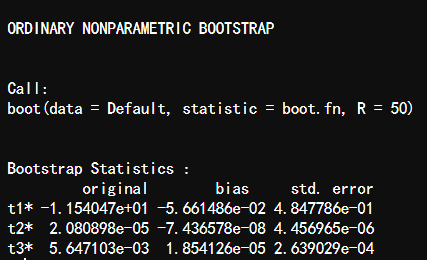 ORDINARY NONPARAMETRIC BOOTSTRAP
Call:
boot(data = Default, statistic = boot.fn, R = 50)
Bootstrap Statistics :
original bias std. error
t1* -1.154047e+01 -5.661486e-02 4.847786e-01
t2* 2.080898e-05 -7.436578e-08 4.456965e-06
t3* 5.647103e-03 1.854126e-05 2.639029e-04